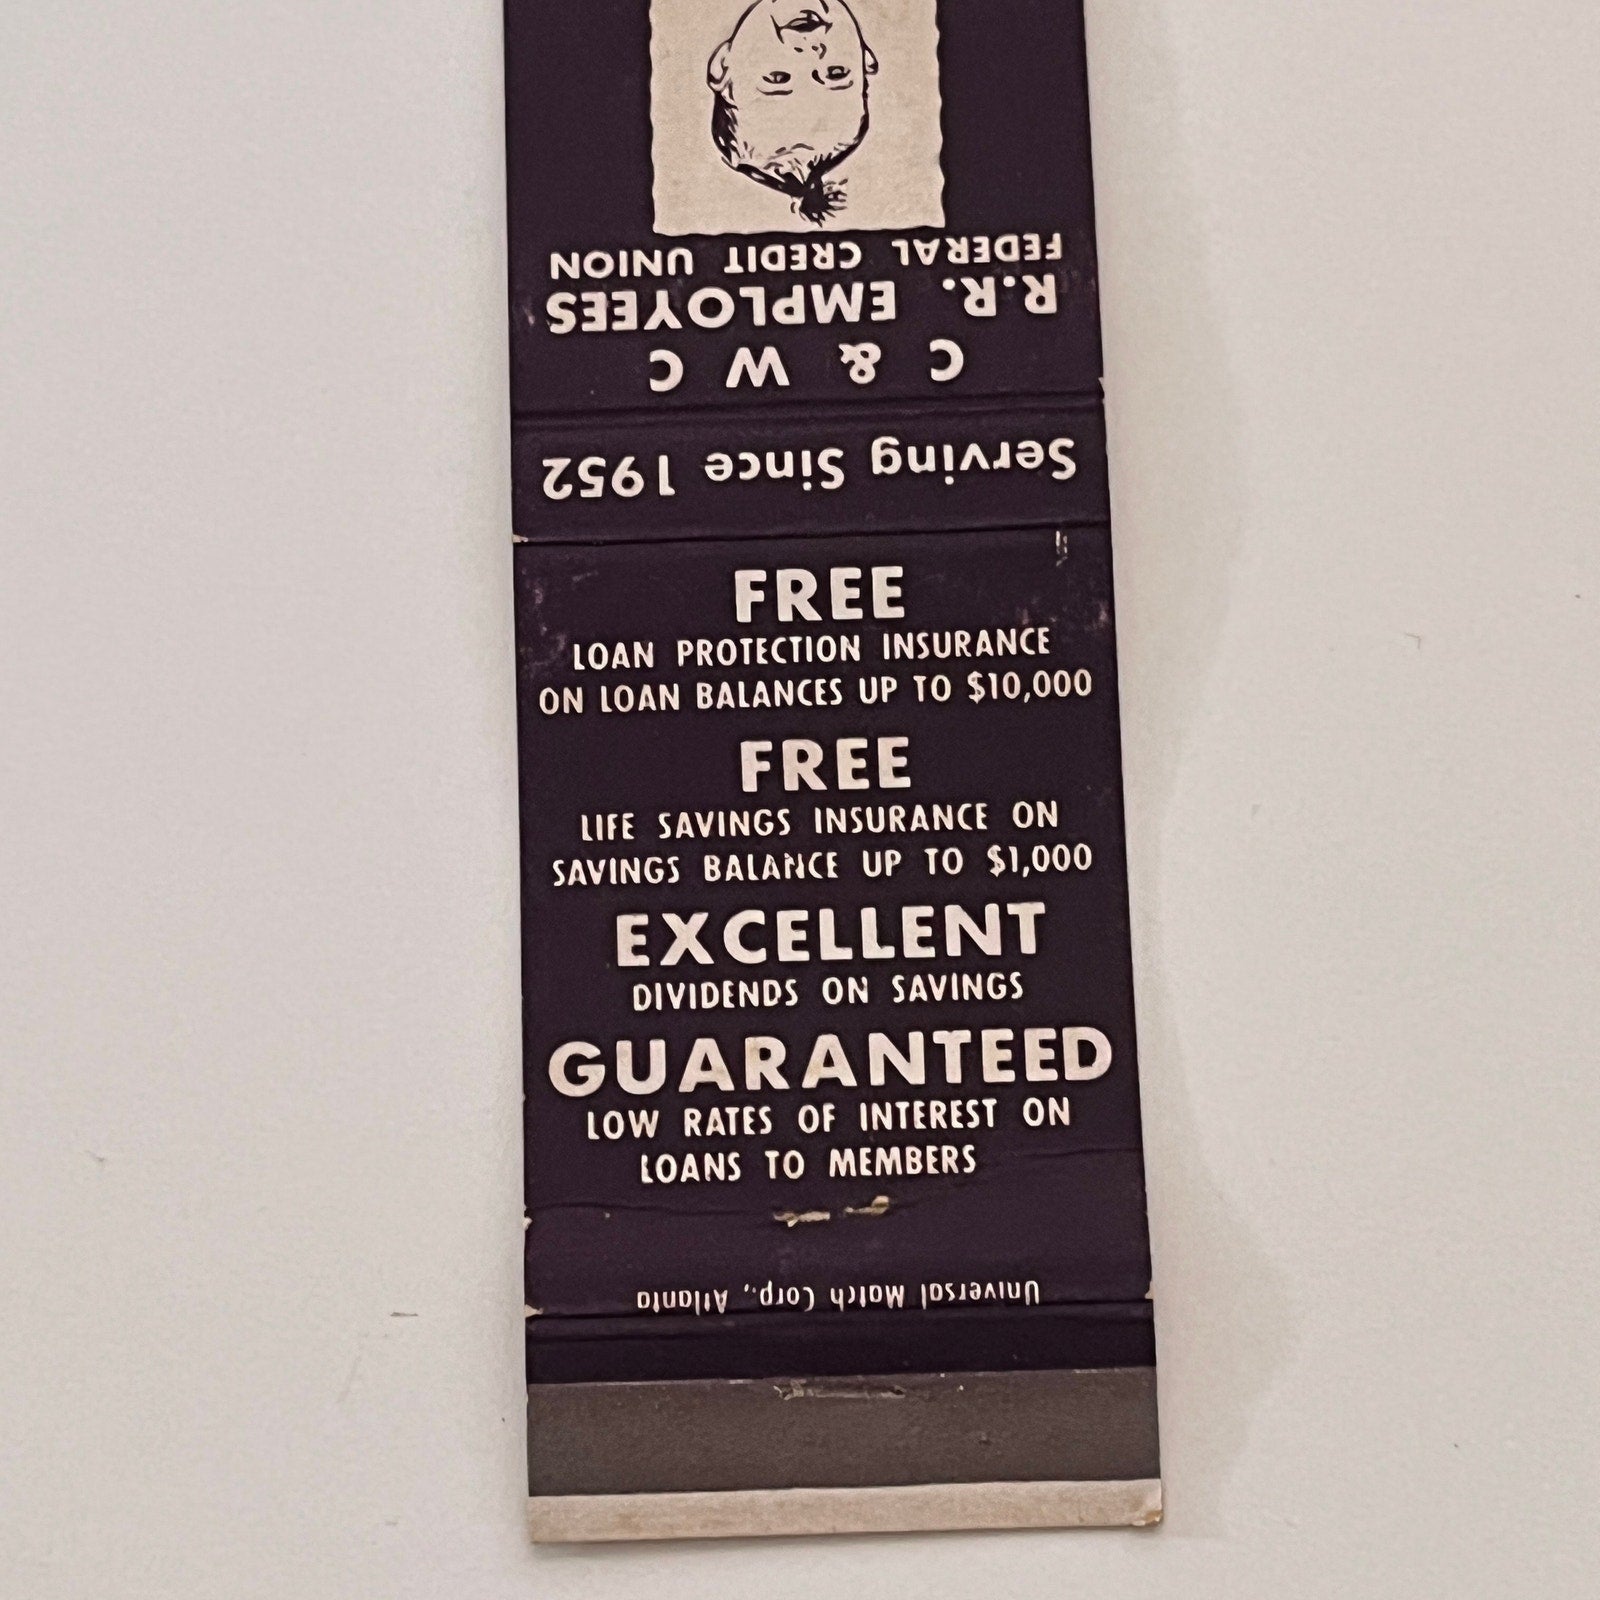 C & W C
R.R. EMPLOYEES
FEDERAL CREDIT UNION
Serving Since 1952
FREE
LOAN PROTECTION INSURANCE
ON LOAN BALANCES UP TO $10,000
FREE
LIFE SAVINGS INSURANCE ON
SAVINGS BALANCE UP TO $1,000
EXCELLENT
DIVIDENDS ON SAVINGS
GUARANTEED
LOW RATES OF INTEREST ON
LOANS TO MEMBERS
Universal Match Corp., Atlanta